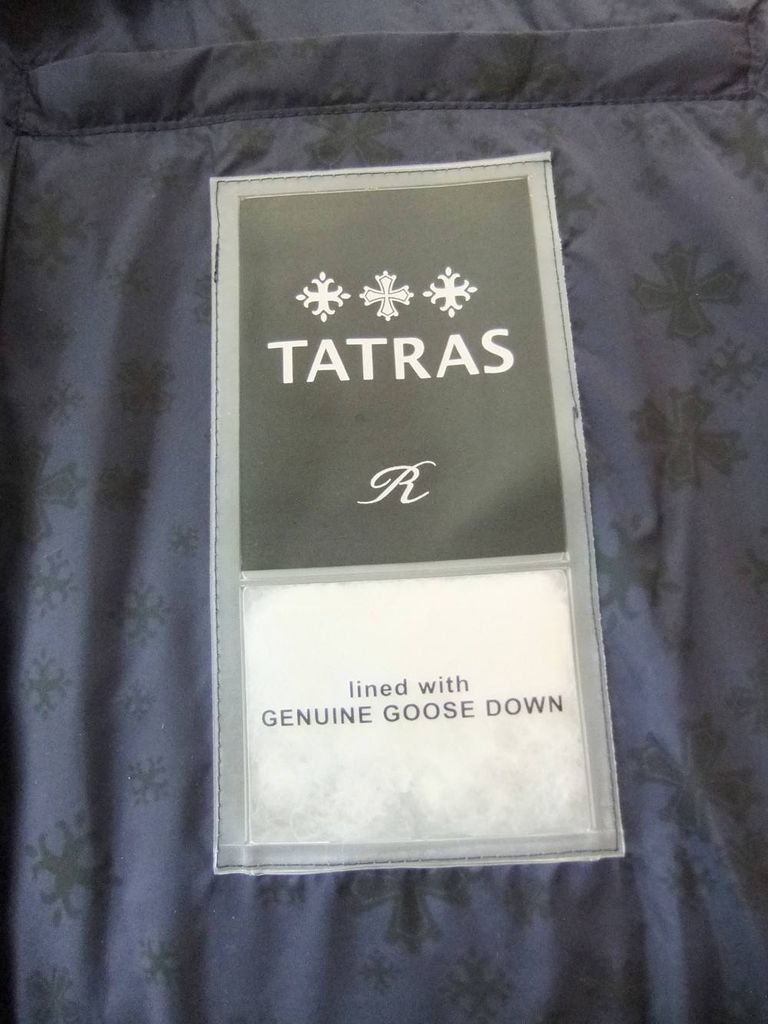 TATRAS
R
lined with
GENUINE GOOSE DOWN